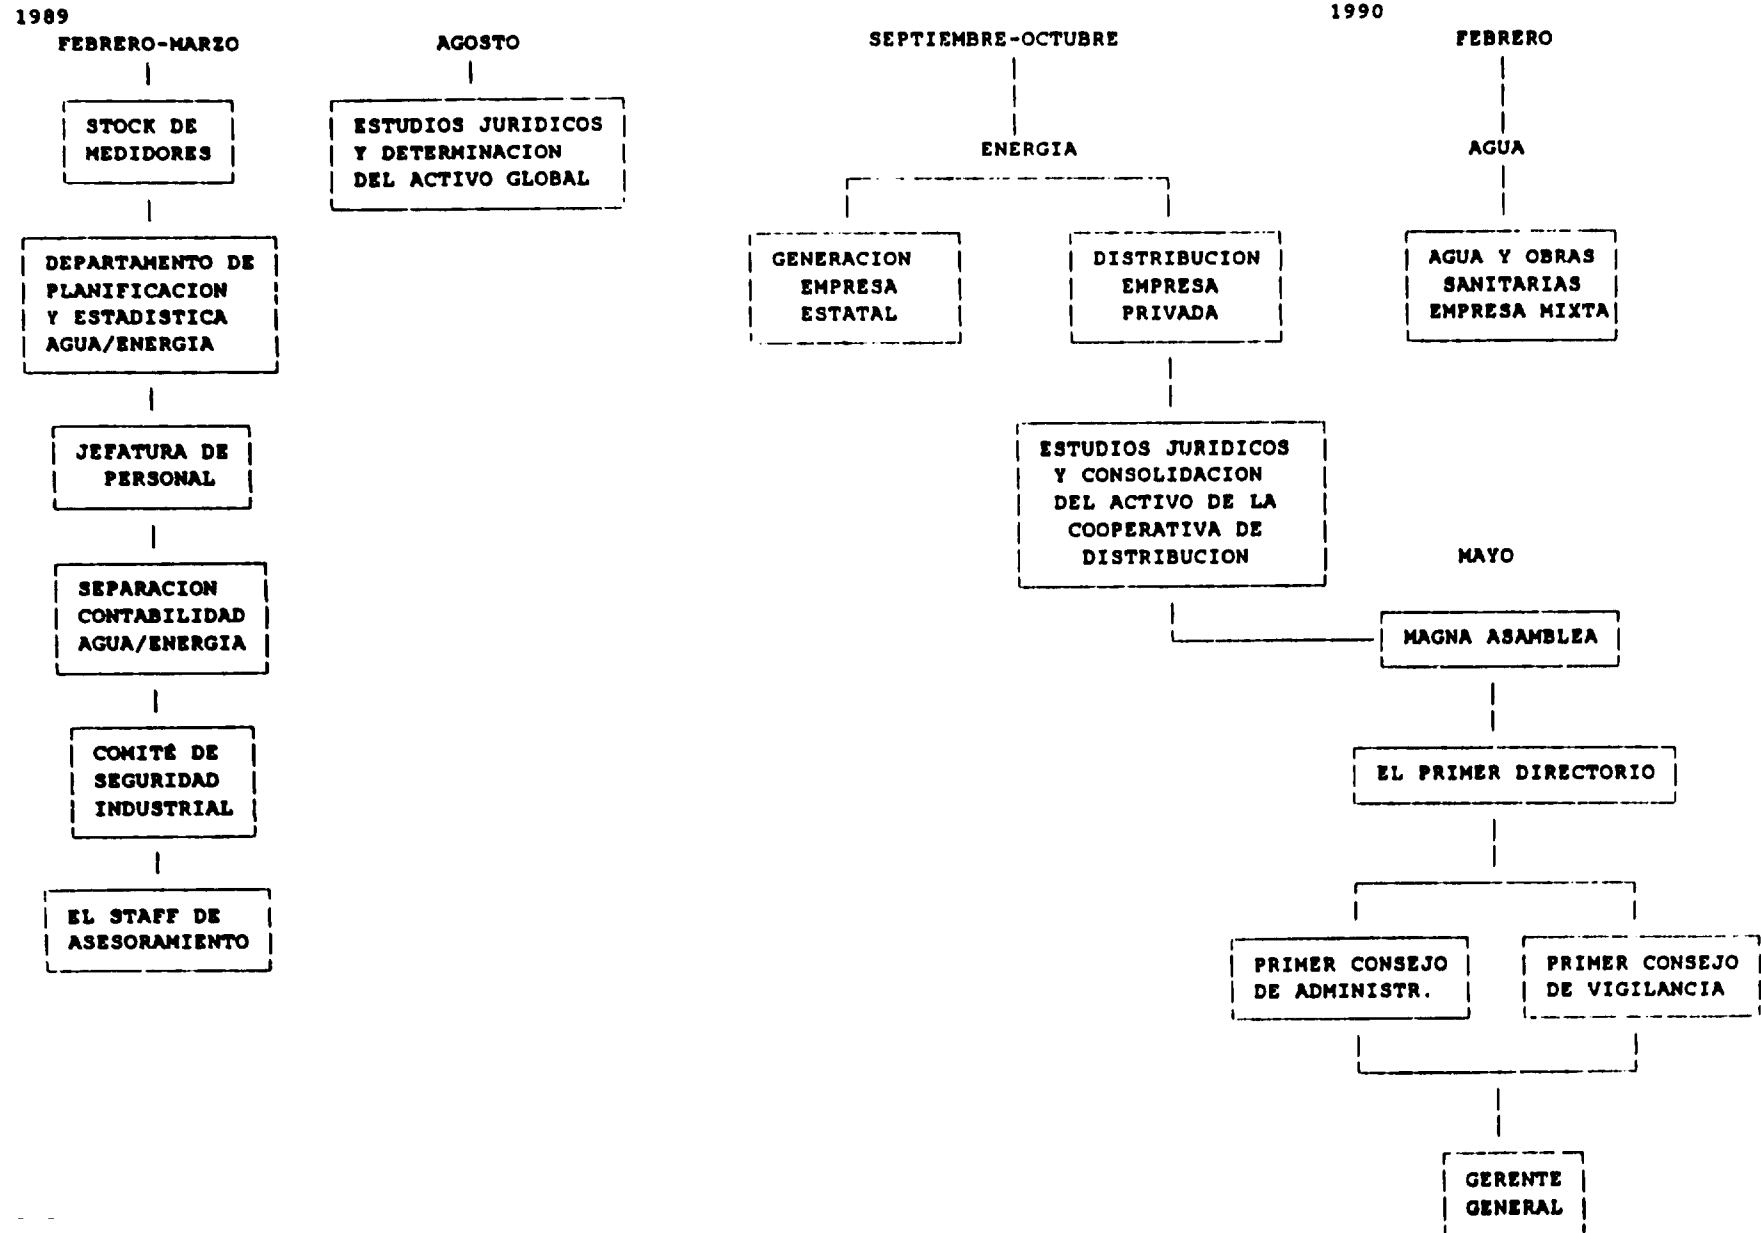 1989
FEBRERO-MARZO
STOCK DE
MEDIDORES
DEPARTAMENTO DE
PLANIFICACION
Y ESTADISTICA
AGUA/ENERGIA
JEFATURA DE
PERSONAL
SEPARACION
CONTABILIDAD
AGUA/ENERGIA
COMITÉ DE
SEGURIDAD
INDUSTRIAL
EL STAFF DE
ASESORAMIENTO
AGOSTO
ESTUDIOS JURIDICOS
Y DETERMINACION
DEL ACTIVO GLOBAL
SEPTIEMBRE-OCTUBRE
ENERGIA
GENERACION
EMPRESA
ESTATAL
DISTRIBUCION
EMPRESA
PRIVADA
ESTUDIOS JURIDICOS
Y CONSOLIDACION
DEL ACTIVO DE LA
COOPERATIVA DE
DISTRIBUCION
1990
FEBRERO
AGUA
AGUA Y OBRAS
SANITARIAS
EMPRESA MIXTA
MAYO
MAGNA ASAMBLEA
EL PRIMER DIRECTORIO
PRIMER CONSEJO
DE ADMINISTR.
PRIMER CONSEJO
DE VIGILANCIA
GERENTE
GENERAL